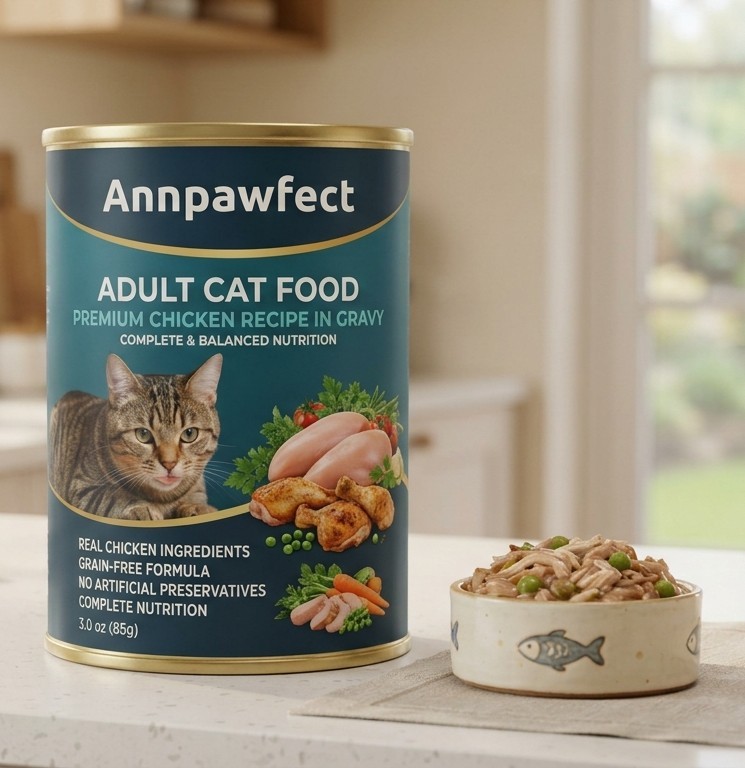 Annpawfect
ADULT CAT FOOD
PREMIUM CHICKEN RECIPE IN GRAVY
COMPLETE & BALANCED NUTRITION
REAL CHICKEN INGREDIENTS
GRAIN-FREE FORMULA
NO ARTIFICIAL PRESERVATIVES
COMPLETE NUTRITION
3.0 oz (85g)